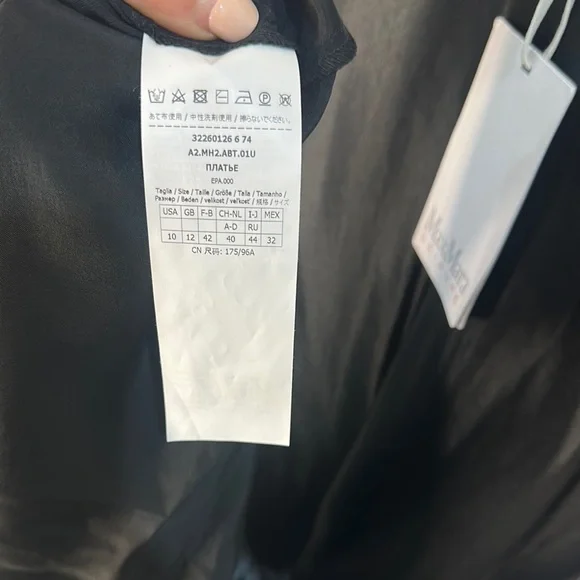 あて布使用 / 中性洗剤使用 / 擦らないでください
32260126 6 74
A2.MH2.ABT.01U
ПЛАТЬЕ
EPA.000
Taglia / Size / Taille / Größe / Talla / Tamanho /
Размер / Beden / velikost / veľkosť / 規格 / サイズ
USA GB F-B CH-NL I-J MEX
A-D RU
10 12 42 40 44 32
CN 尺码: 175/96A
MaxMara